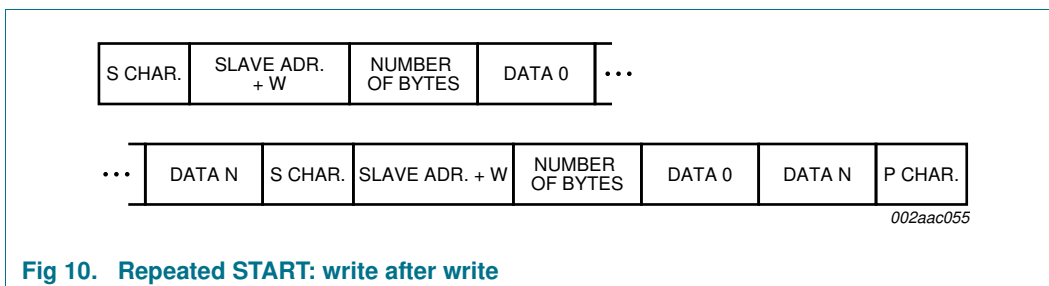 S CHAR. SLAVE ADR. + W NUMBER OF BYTES DATA 0 •••
••• DATA N S CHAR. SLAVE ADR. + W NUMBER OF BYTES DATA 0 DATA N P CHAR.
002aac055
Fig 10. Repeated START: write after write